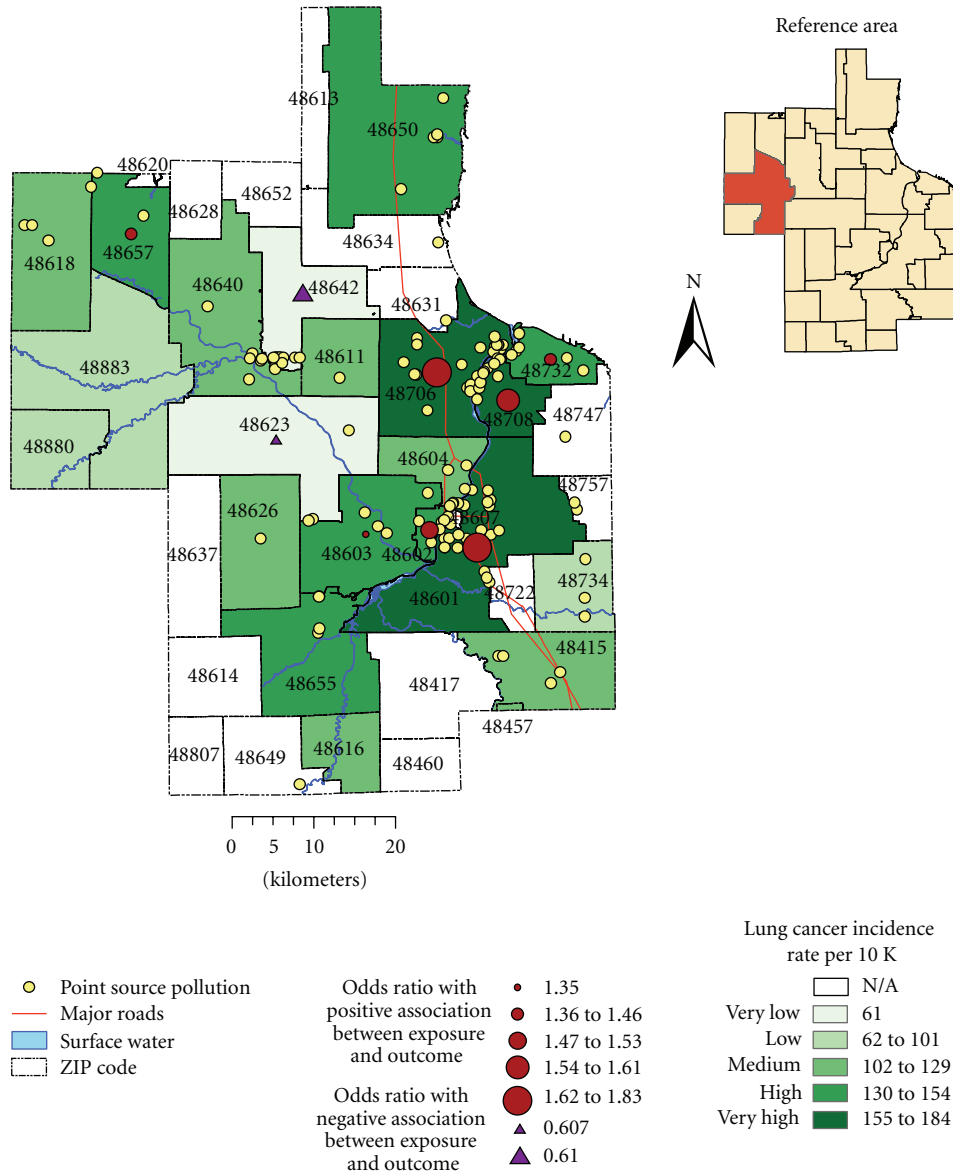 Reference area
48613
48650
48620
48652
48628
48634
48657
48618
48640
48642
N
48631
48883
48611
48732
48706
48708
48747
48623
48880
48604
48757
48626
48607
48637
48603
48602
48734
48722
48601
48415
48614
48655
48417
48457
48807
48649
48616
48460
0 5 10 20
(kilometers)
Point source pollution
Major roads
Surface water
ZIP code
Odds ratio with
positive association
between exposure
and outcome
1.35
1.36 to 1.46
1.47 to 1.53
1.54 to 1.61
1.62 to 1.83
Odds ratio with
negative association
between exposure
and outcome
0.607
0.61
Lung cancer incidence
rate per 10 K
N/A
Very low 61
Low 62 to 101
Medium 102 to 129
High 130 to 154
Very high 155 to 184